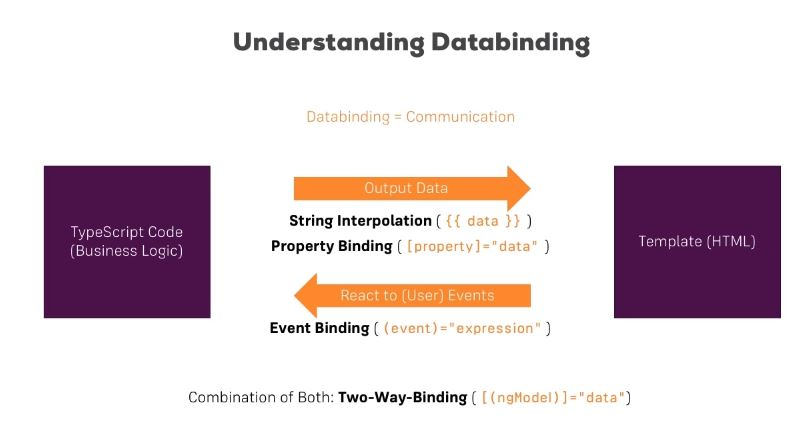 Understanding Databinding
Databinding = Communication
TypeScript Code
(Business Logic)
Output Data
String Interpolation ( {{ data }} )
Property Binding ( [property]="data" )
React to (User) Events
Event Binding ( (event)="expression" )
Template (HTML)
Combination of Both: Two-Way-Binding ( [(ngModel)]="data")